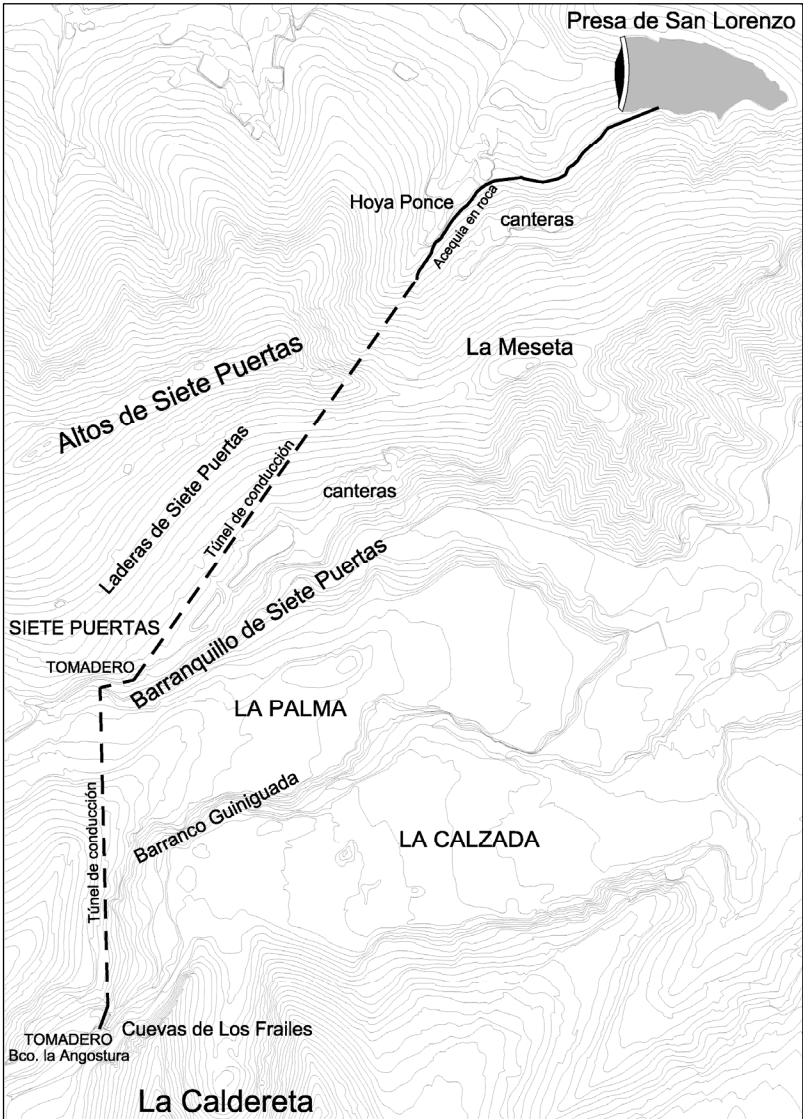 Presa de San Lorenzo
Hoya Ponce
Acequia en roca
canteras
La Meseta
Altos de Siete Puertas
Laderas de Siete Puertas
Túnel de conducción
canteras
SIETE PUERTAS
Barranquillo de Siete Puertas
TOMADERO
LA PALMA
Barranco Guiniguada
LA CALZADA
Túnel de conducción
Cuevas de Los Frailes
TOMADERO
Bco. la Angostura
La Caldereta